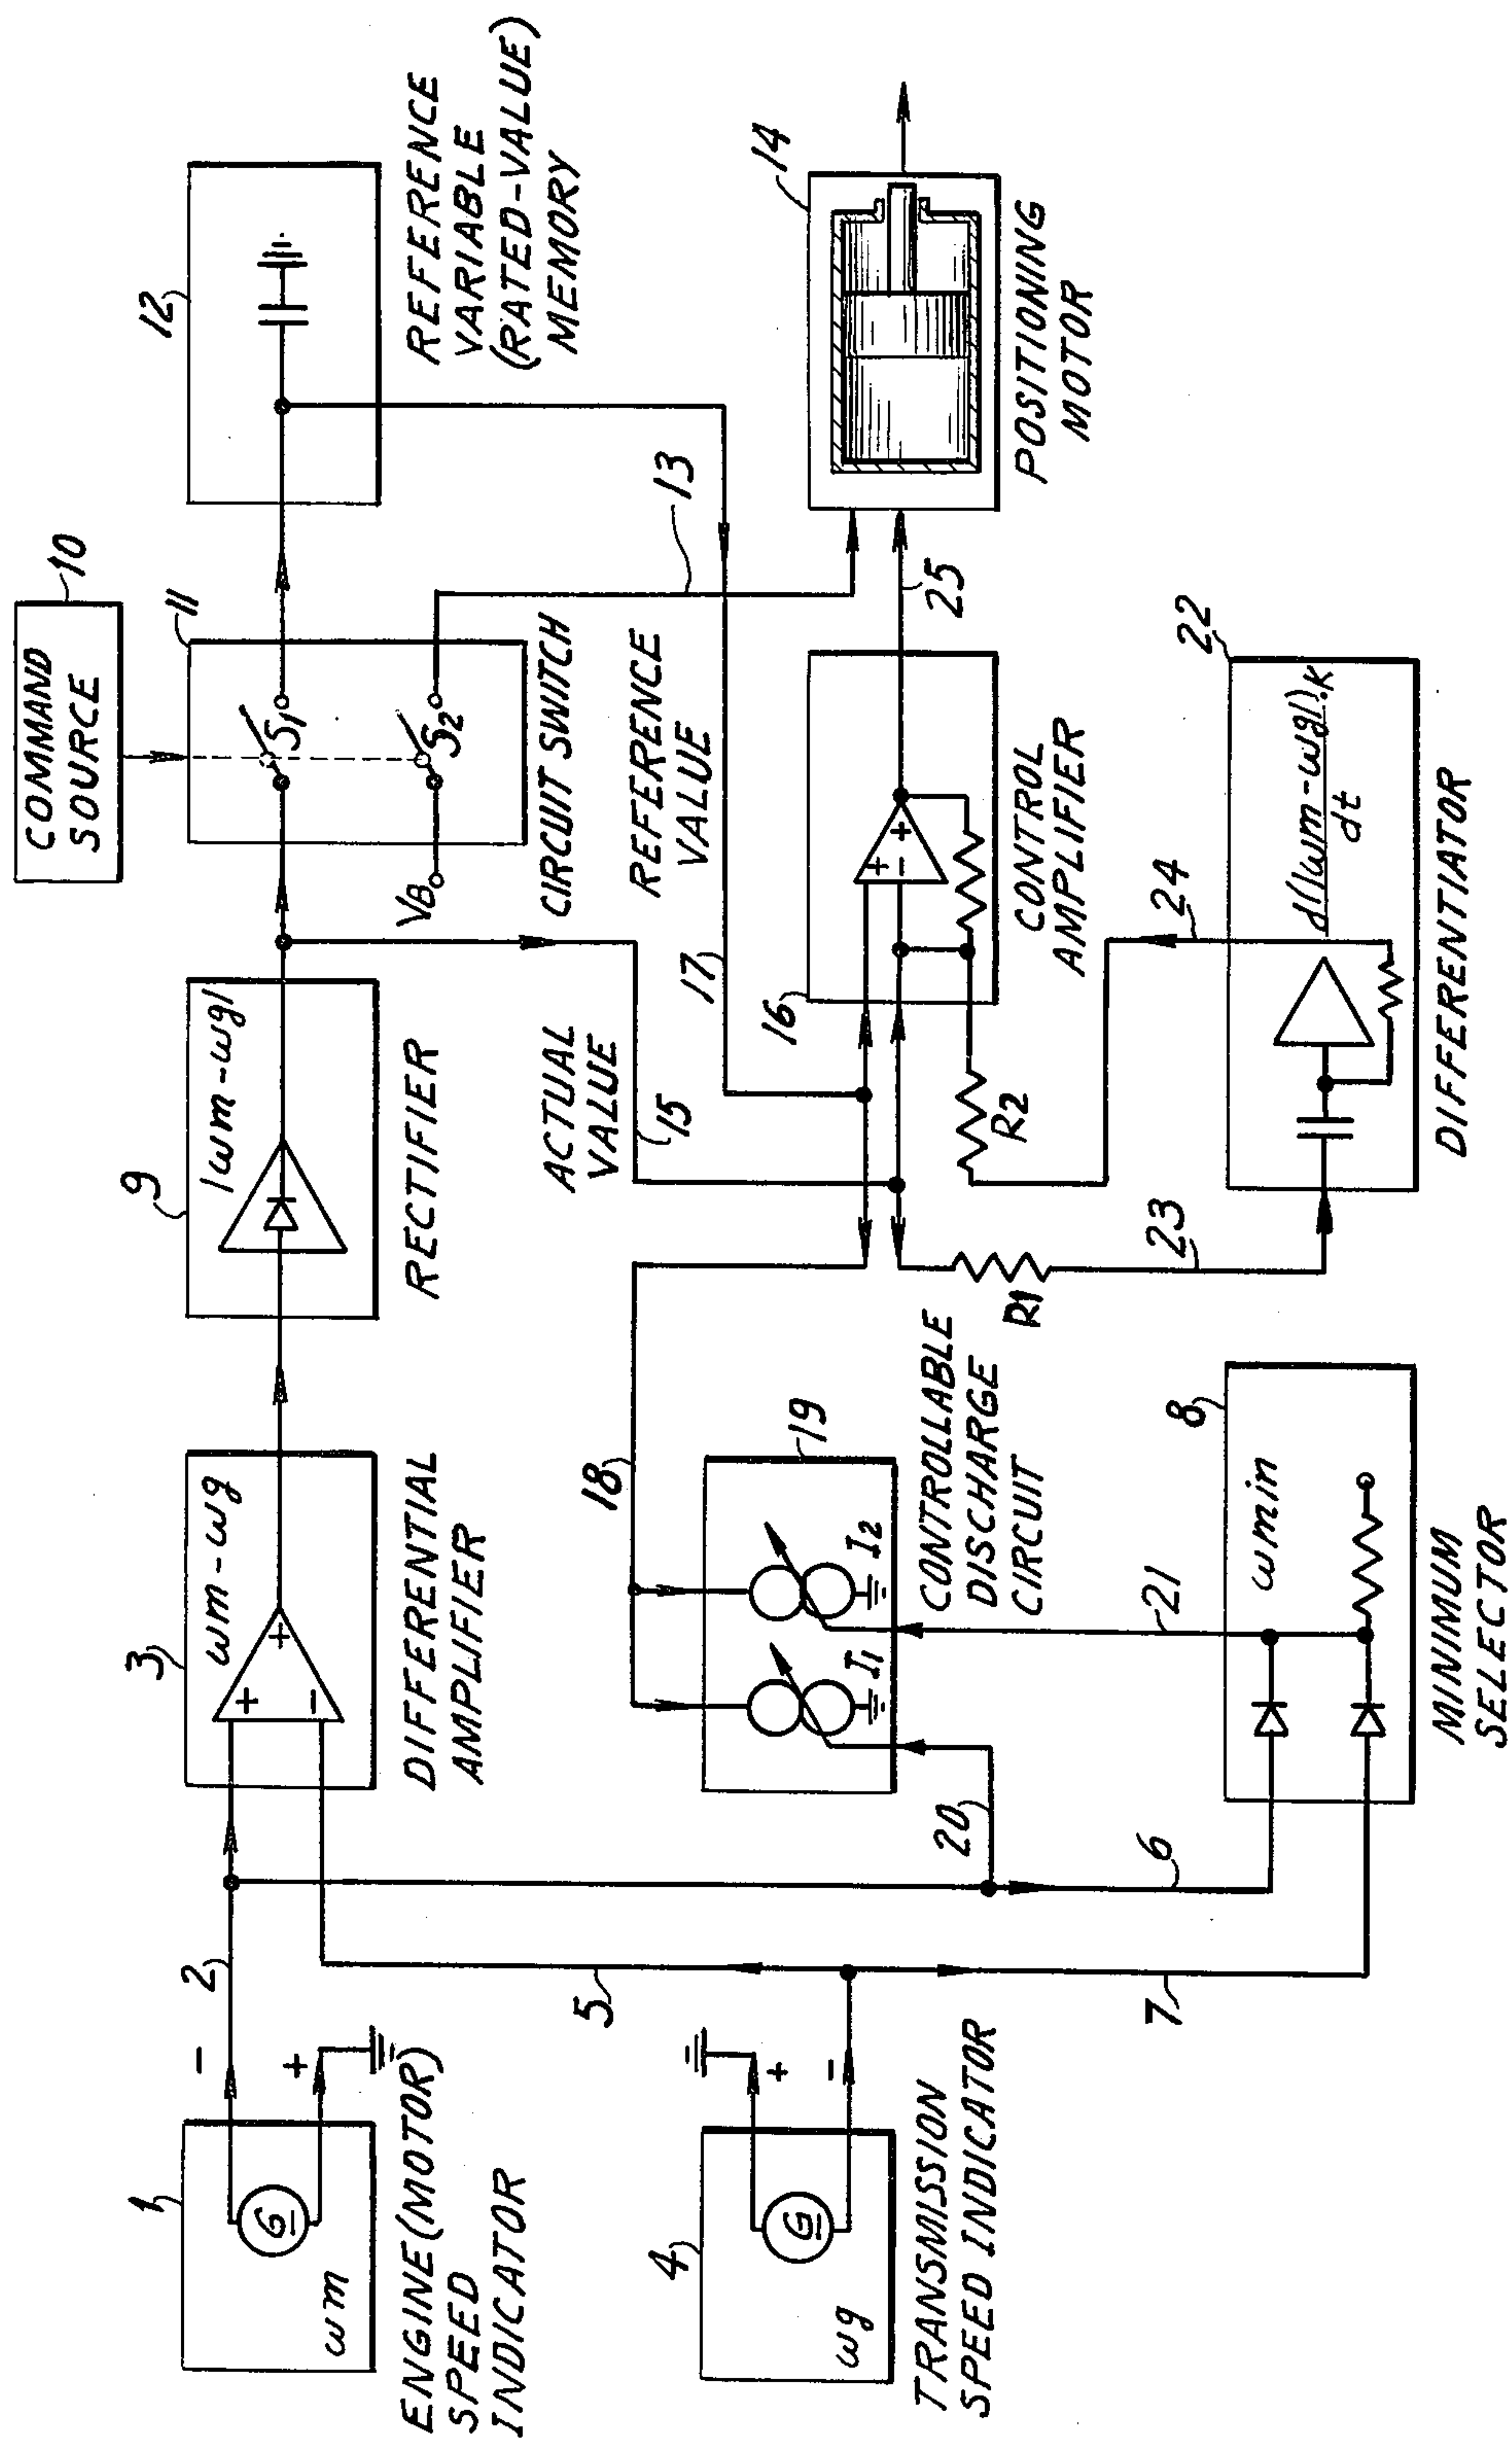 1
G
ωm
ENGINE (MOTOR)
SPEED
INDICATOR
-
+
2
3
ωm-ωg
+
-
+
DIFFERENTIAL
AMPLIFIER
9
|ωm-ωg|
RECTIFIER
COMMAND
SOURCE
10
11
S1
S2
VB
CIRCUIT SWITCH
12
REFERENCE
VARIABLE
(RATED-VALUE)
MEMORY
4
G
ωg
TRANSMISSION
SPEED INDICATOR
+
-
5
6
7
20
18
19
I1
I2
CONTROLLABLE
DISCHARGE
CIRCUIT
21
8
ωmin
MINIMUM
SELECTOR
ACTUAL
VALUE
15
REFERENCE
VALUE
17
13
16
+
-
+
CONTROL
AMPLIFIER
R1
R2
23
24
25
14
POSITIONING
MOTOR
22
d(|ωm-ωg|).K
dt
DIFFERENTIATOR